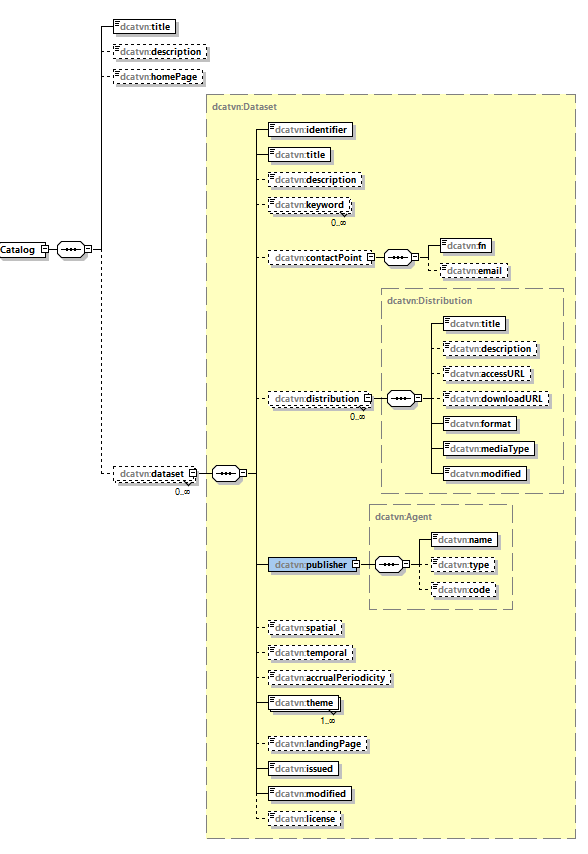 dcatvn:title
dcatvn:description
dcatvn:homePage
dcatvn:Dataset
dcatvn:identifier
dcatvn:title
dcatvn:description
dcatvn:keyword
0..∞
Catalog
dcatvn:contactPoint
dcatvn:fn
dcatvn:email
dcatvn:Distribution
dcatvn:title
dcatvn:description
dcatvn:accessURL
dcatvn:distribution
0..∞
dcatvn:downloadURL
dcatvn:format
dcatvn:mediaType
dcatvn:modified
dcatvn:dataset
0..∞
dcatvn:Agent
dcatvn:name
dcatvn:publisher
dcatvn:type
dcatvn:code
dcatvn:spatial
dcatvn:temporal
dcatvn:accrualPeriodicity
dcatvn:theme
1..∞
dcatvn:landingPage
dcatvn:issued
dcatvn:modified
dcatvn:license